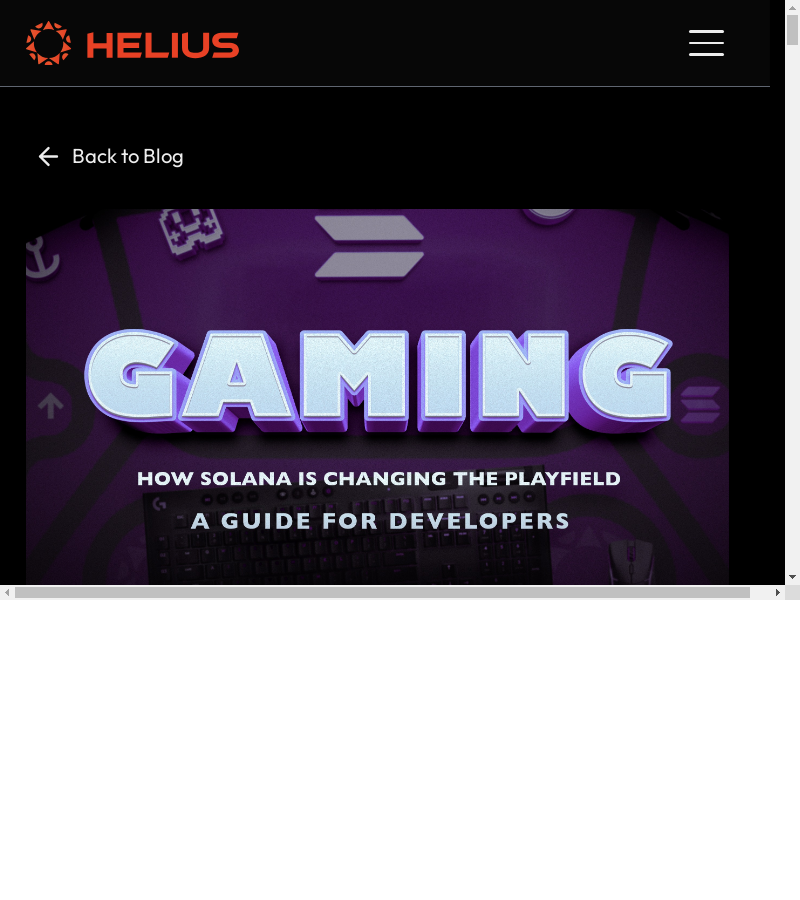 HELIUS
Back to Blog
GAMING
HOW SOLANA IS CHANGING THE PLAYFIELD
A GUIDE FOR DEVELOPERS